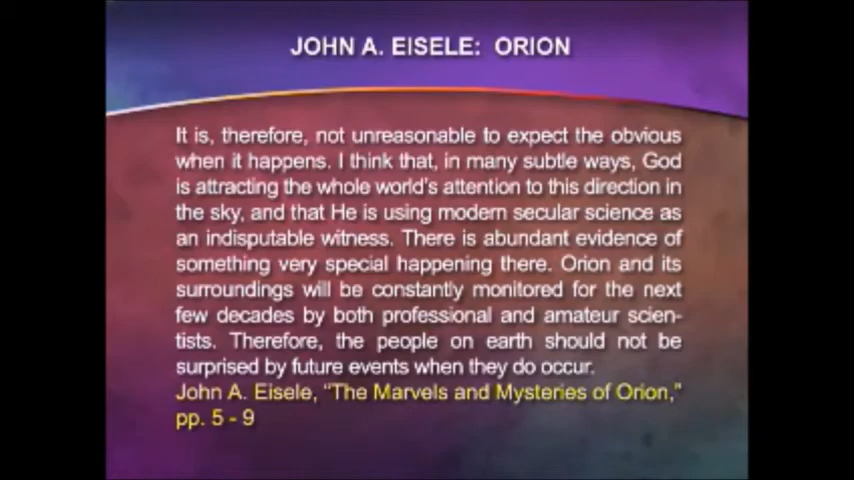 JOHN A. EISELE: ORION
It is, therefore, not unreasonable to expect the obvious
when it happens. I think that, in many subtle ways, God
is attracting the whole world's attention to this direction in
the sky, and that He is using modern secular science as
an indisputable witness. There is abundant evidence of
something very special happening there. Orion and its
surroundings will be constantly monitored for the next
few decades by both professional and amateur scien-
tists. Therefore, the people on earth should not be
surprised by future events when they do occur.
John A. Eisele, “The Marvels and Mysteries of Orion,”
pp. 5 - 9